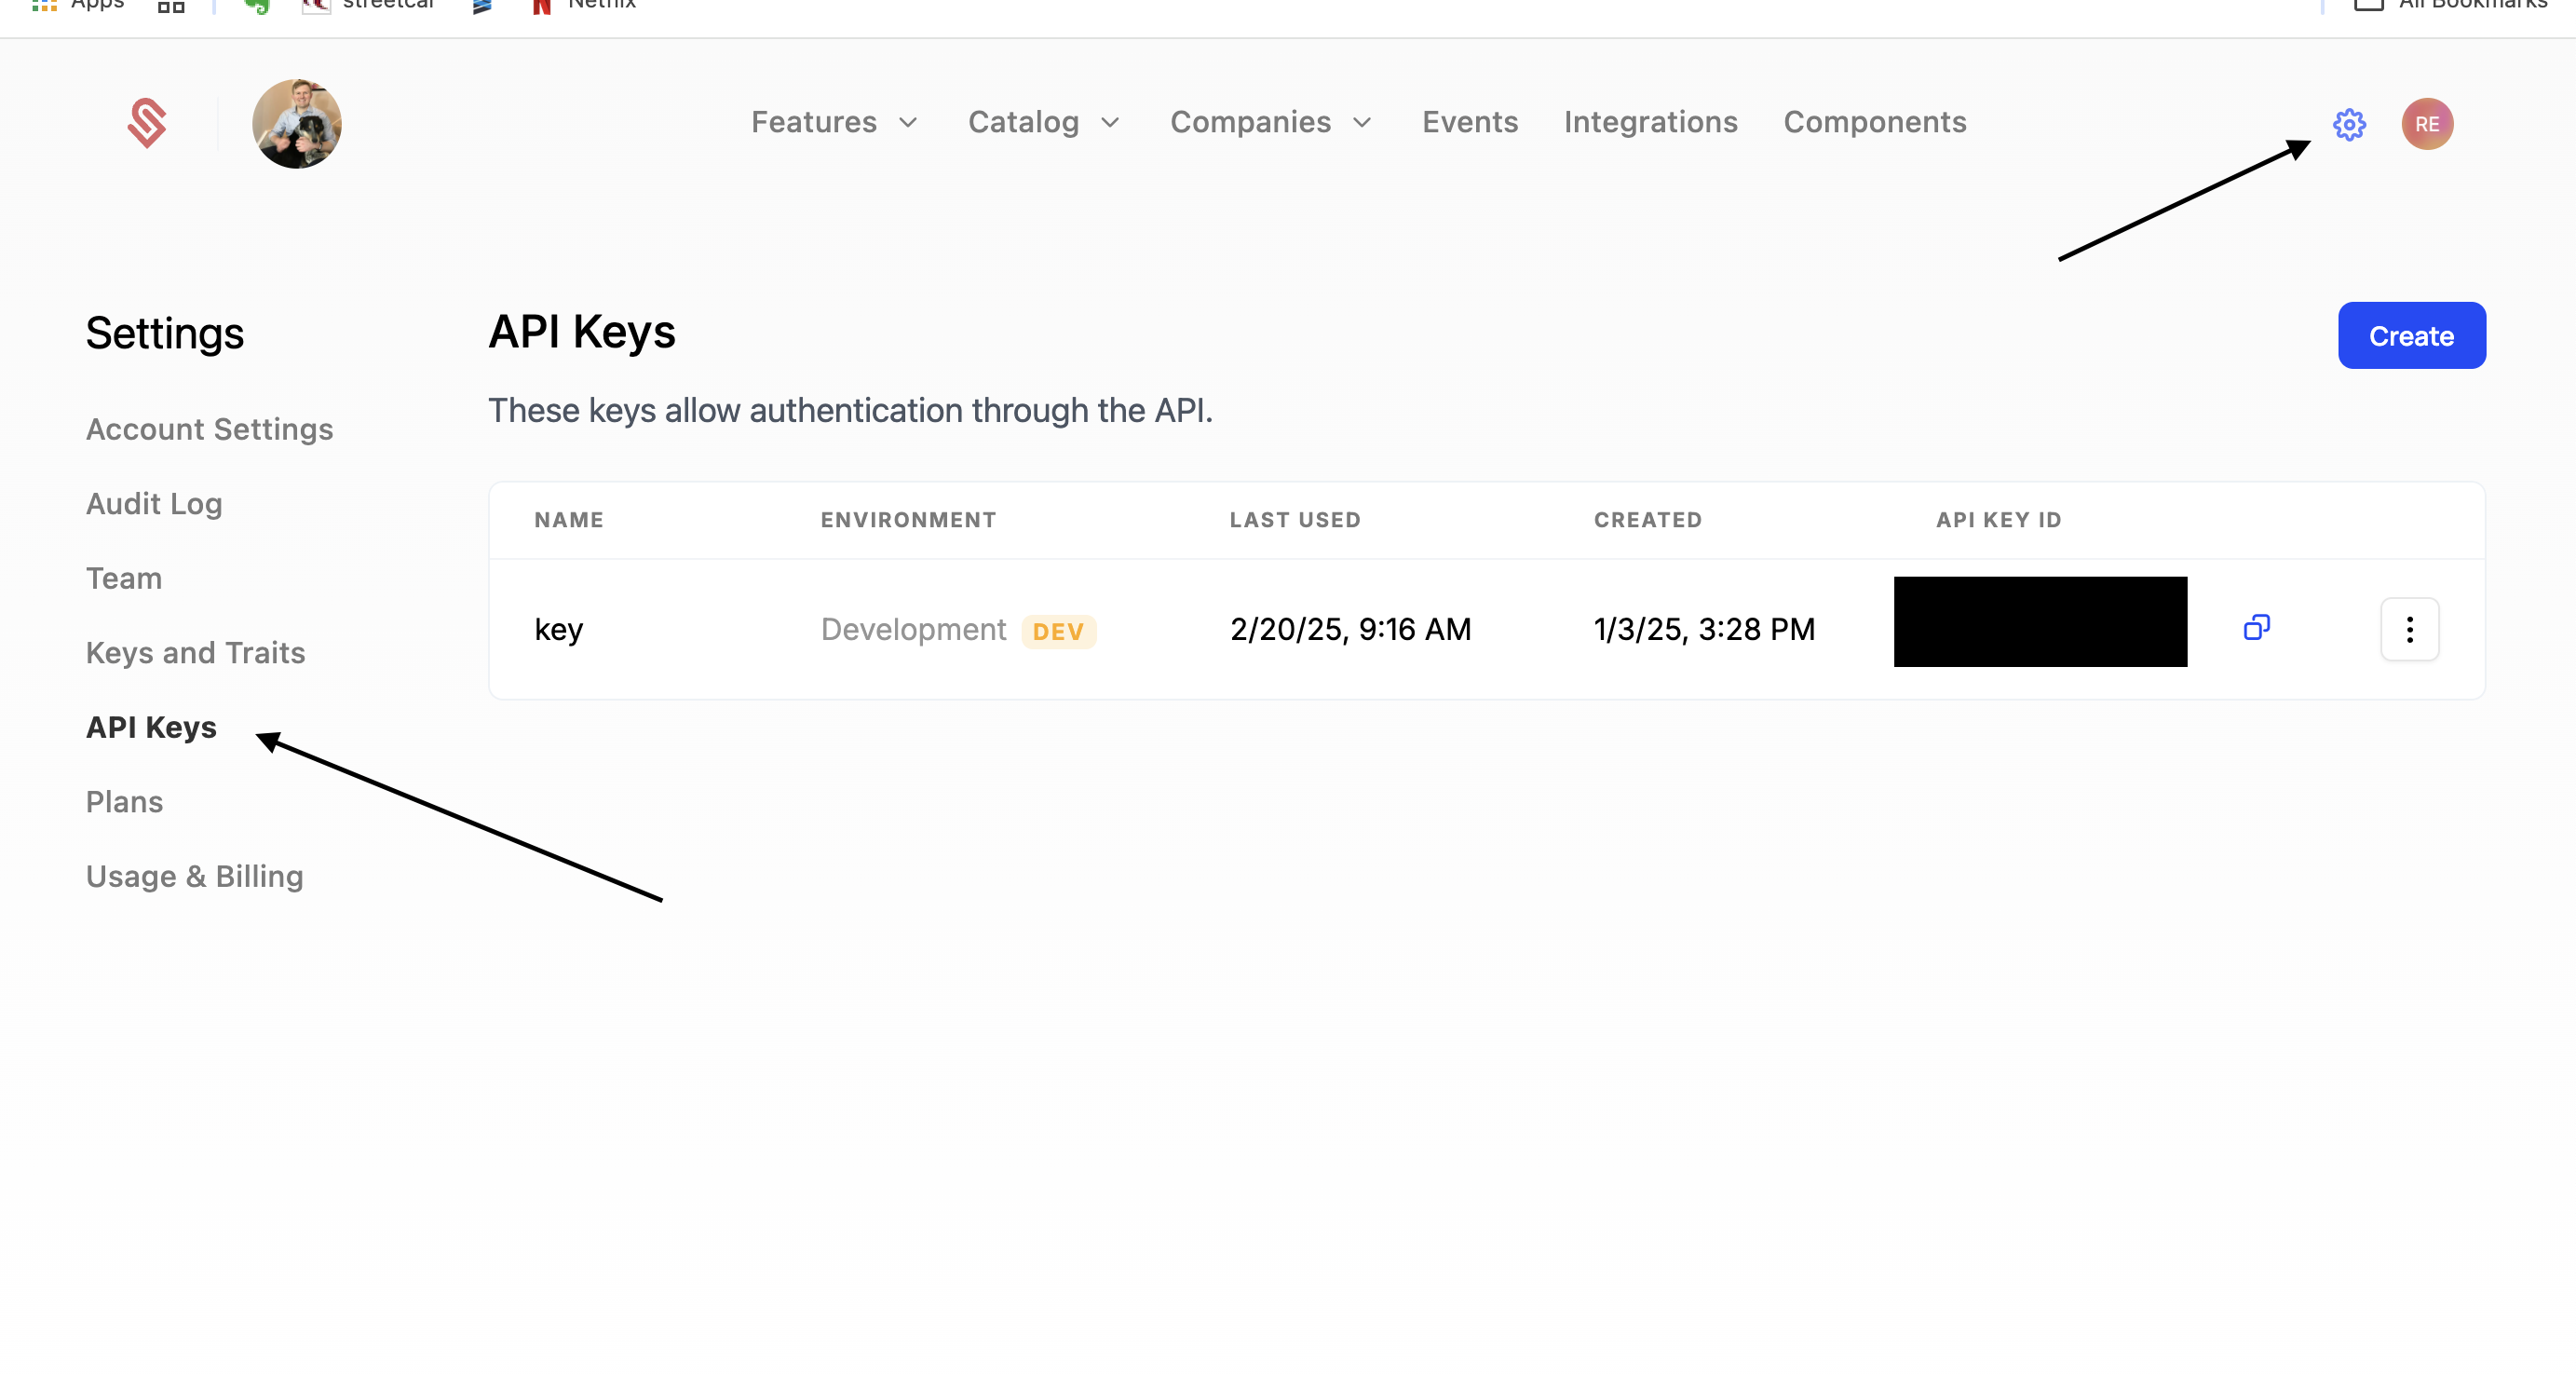 Apps streetcar Netflix All Bookmarks
Features Catalog Companies Events Integrations Components RE
Settings
Account Settings
Audit Log
Team
Keys and Traits
API Keys
Plans
Usage & Billing
API Keys
Create
These keys allow authentication through the API.
NAME ENVIRONMENT LAST USED CREATED API KEY ID
key Development DEV 2/20/25, 9:16 AM 1/3/25, 3:28 PM